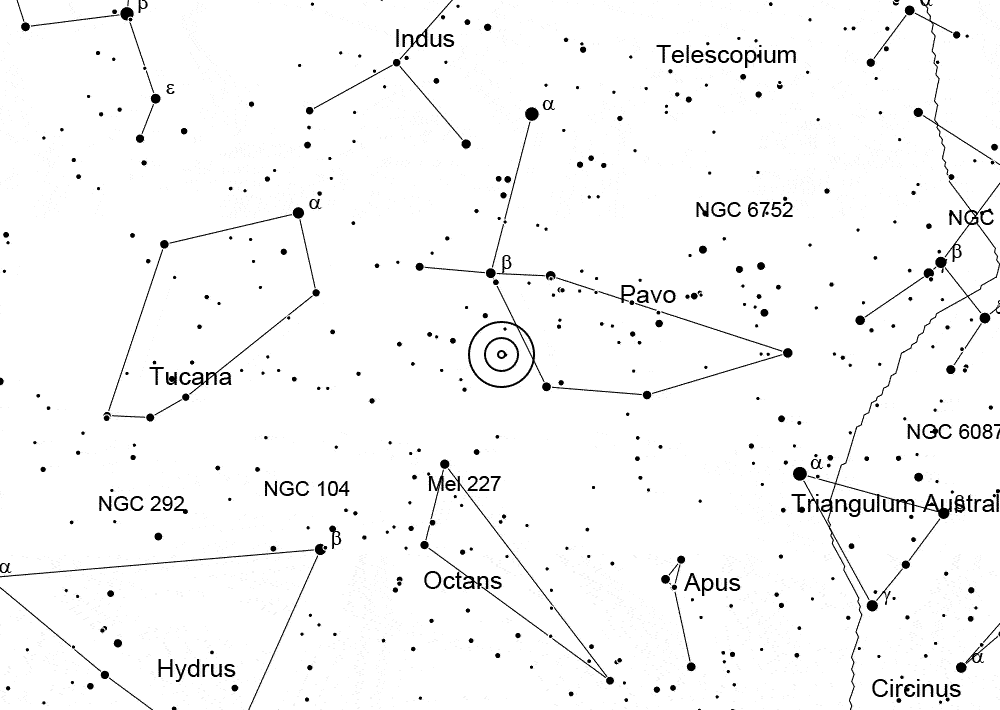 β
α
Indus
Telescopium
ε
α
α
NGC 6752
NGC
β
β
Pavo
Tucana
NGC 6087
α
NGC 292
NGC 104
Mel 227
Triangulum Austral
β
β
α
Octans
Apus
γ
Hydrus
α
Circinus